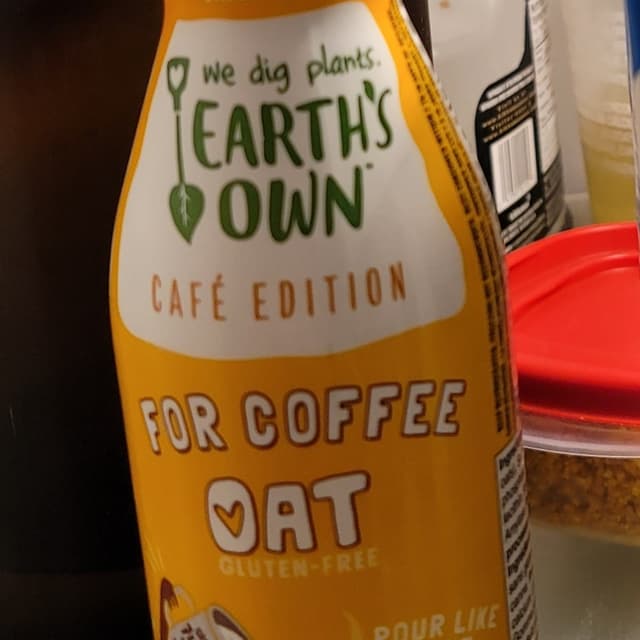 we dig plants.
EARTH'S
OWN
CAFÉ EDITION
FOR COFFEE
OAT
GLUTEN-FREE
POUR LIKE